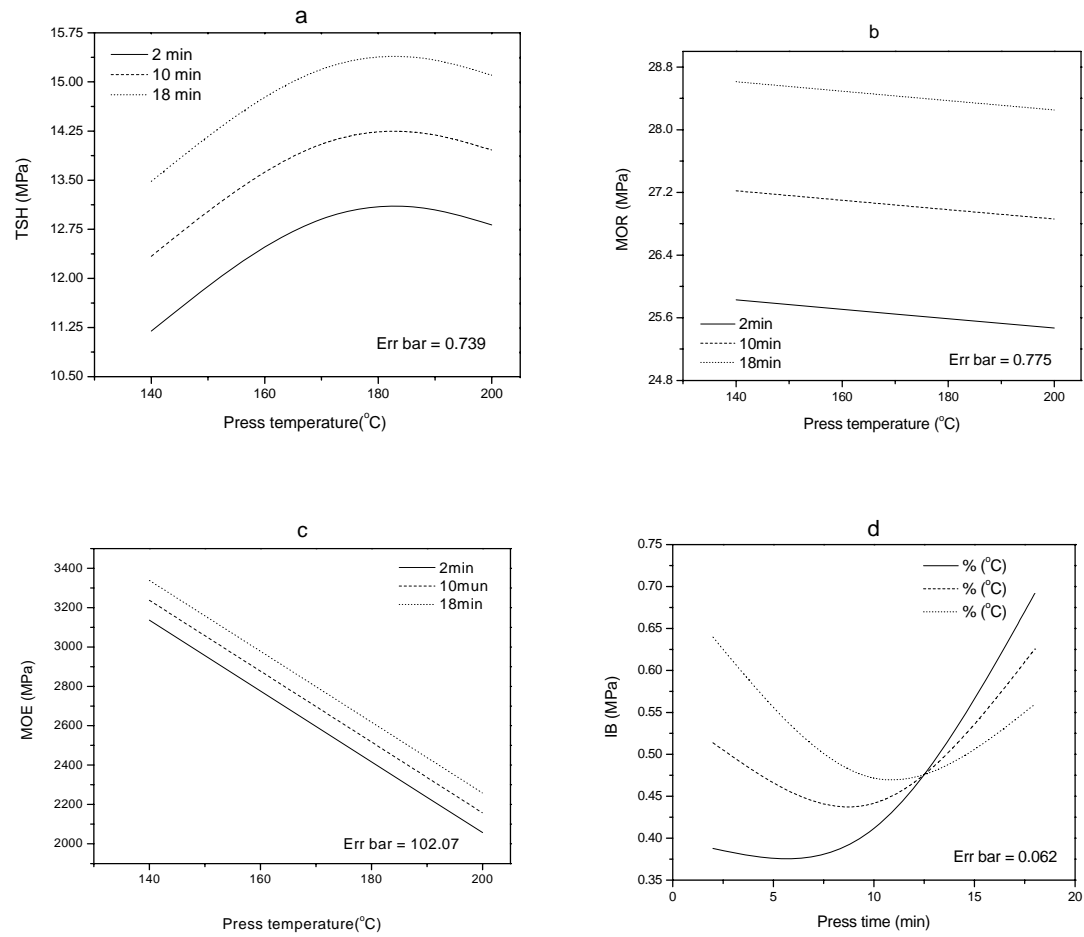 a
15.75
15.00
14.25
13.50
12.75
12.00
11.25
10.50
TSH (MPa)
2 min
10 min
18 min
Err bar = 0.739
140 160 180 200
Press temperature(°C)
b
28.8
28.0
27.2
26.4
25.6
24.8
MOR (MPa)
2min
10min
18min
Err bar = 0.775
140 160 180 200
Press temperature (°C)
c
3400
3200
3000
2800
2600
2400
2200
2000
MOE (MPa)
2min
10mun
18min
Err bar = 102.07
140 160 180 200
Press temperature(°C)
d
0.75
0.70
0.65
0.60
0.55
0.50
0.45
0.40
0.35
IB (MPa)
% (°C)
% (°C)
% (°C)
Err bar = 0.062
0 5 10 15 20
Press time (min)